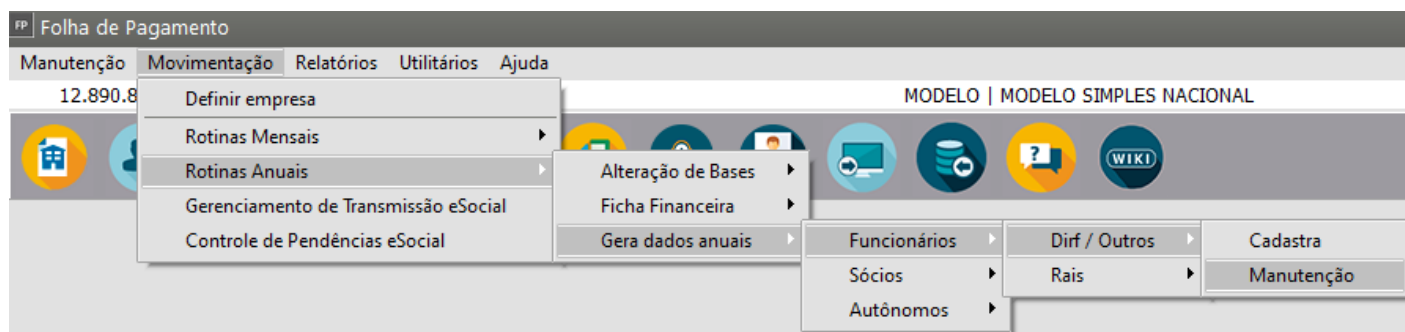 FP Folha de Pagamento
Manutenção Movimentação Relatórios Utilitários Ajuda
12.890.8 MODELO | MODELO SIMPLES NACIONAL
Definir empresa
Rotinas Mensais
Rotinas Anuais
Gerenciamento de Transmissão eSocial
Controle de Pendências eSocial
Alteração de Bases
Ficha Financeira
Gera dados anuais
Funcionários
Sócios
Autônomos
Dirf / Outros
Rais
Cadastra
Manutenção
?
WIKI